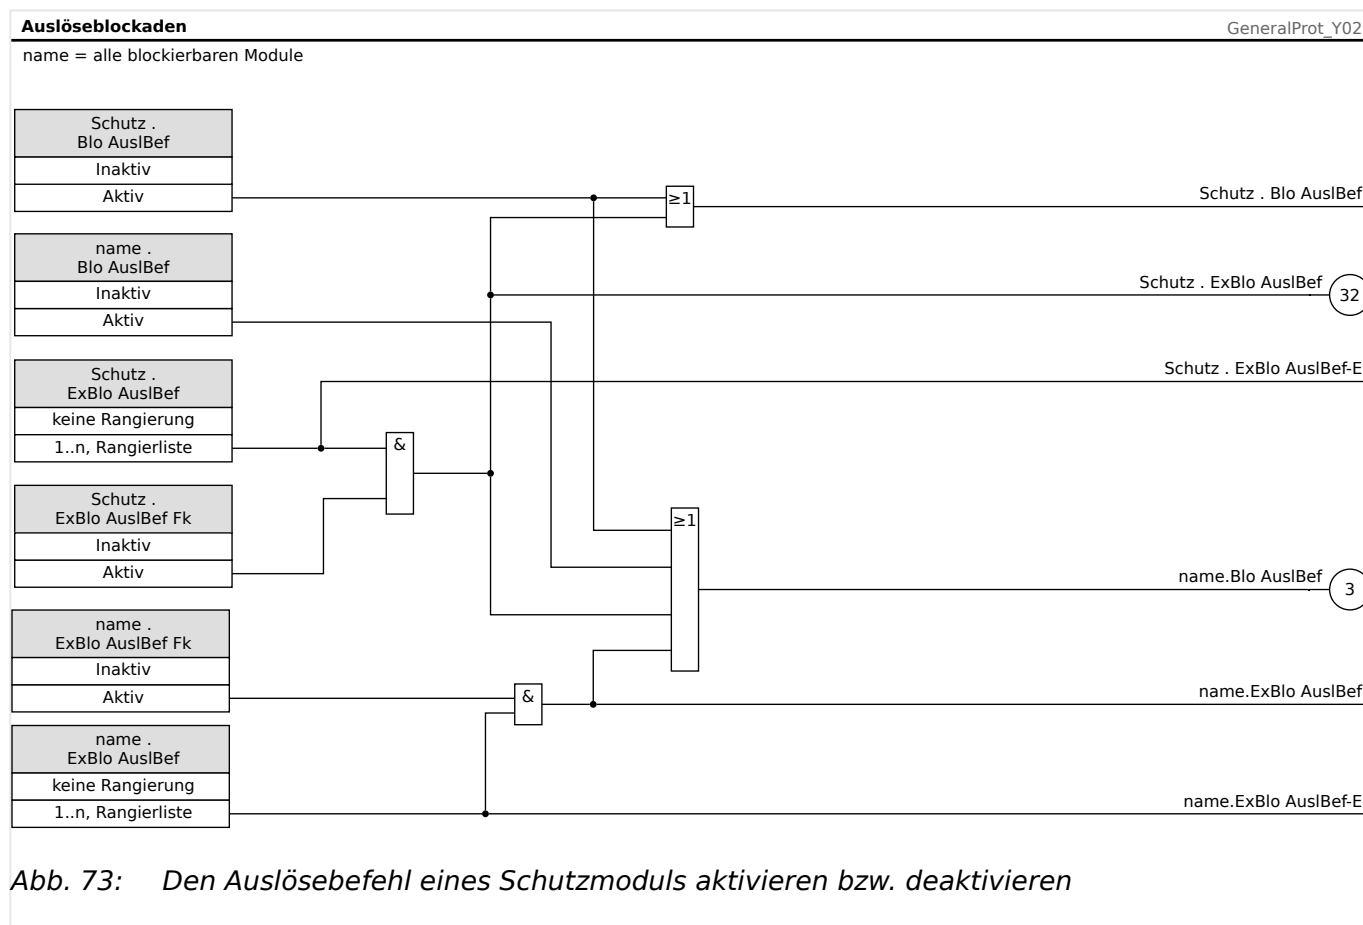 Auslöseblockaden
GeneralProt_Y02
name = alle blockierbaren Module
Schutz .
Blo AuslBef
Inaktiv
Aktiv
≥1
Schutz . Blo AuslBef
name .
Blo AuslBef
Inaktiv
Aktiv
Schutz . ExBlo AuslBef
32
Schutz .
ExBlo AuslBef
keine Rangierung
1..n, Rangierliste
&
Schutz . ExBlo AuslBef-E
Schutz .
ExBlo AuslBef Fk
Inaktiv
Aktiv
≥1
name.Blo AuslBef
3
name .
ExBlo AuslBef Fk
Inaktiv
Aktiv
&
name.ExBlo AuslBef
name .
ExBlo AuslBef
keine Rangierung
1..n, Rangierliste
name.ExBlo AuslBef-E
Abb. 73: Den Auslösebefehl eines Schutzmoduls aktivieren bzw. deaktivieren